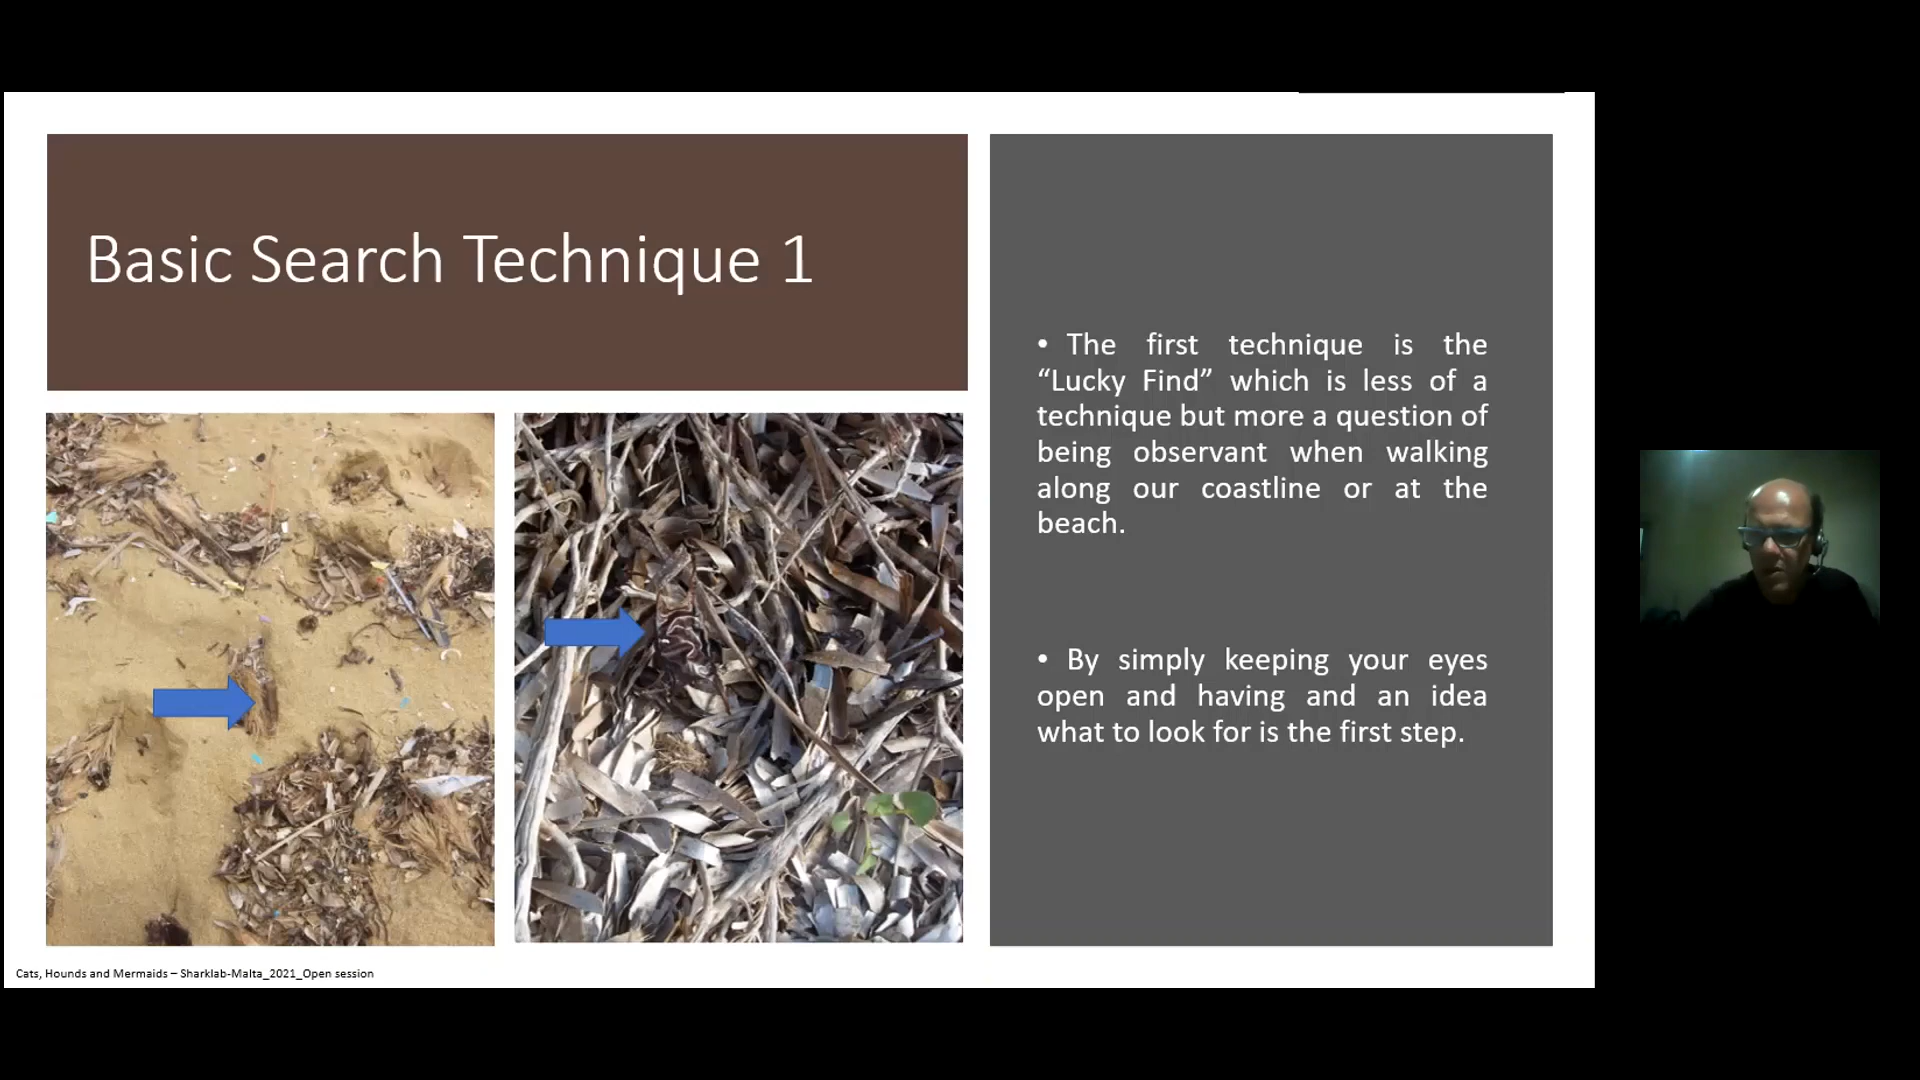 Basic Search Technique 1
• The first technique is the
“Lucky Find” which is less of a
technique but more a question of
being observant when walking
along our coastline or at the
beach.
• By simply keeping your eyes
open and having and an idea
what to look for is the first step.
Cats, Hounds and Mermaids – Sharklab-Malta_2021_Open session